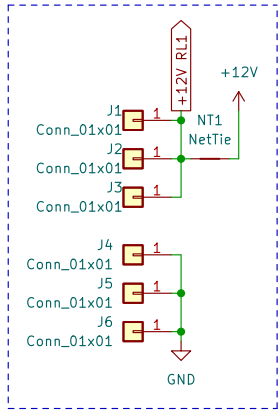 +12V RL1
+12V
J1
1
Conn_01x01
NT1
NetTie
J2
1
Conn_01x01
J3
1
Conn_01x01
J4
1
Conn_01x01
J5
1
Conn_01x01
J6
1
Conn_01x01
GND